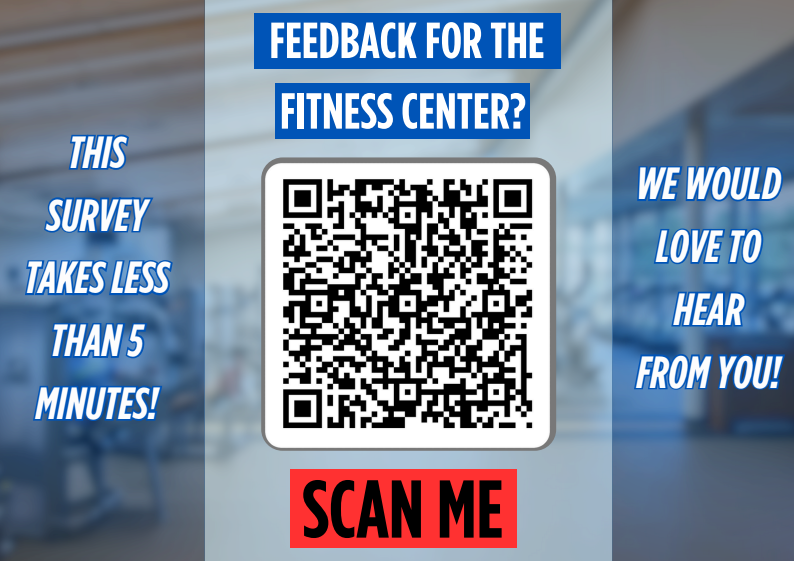 FEEDBACK FOR THE
FITNESS CENTER?
THIS
SURVEY
TAKES LESS
THAN 5
MINUTES!
WE WOULD
LOVE TO
HEAR
FROM YOU!
SCAN ME